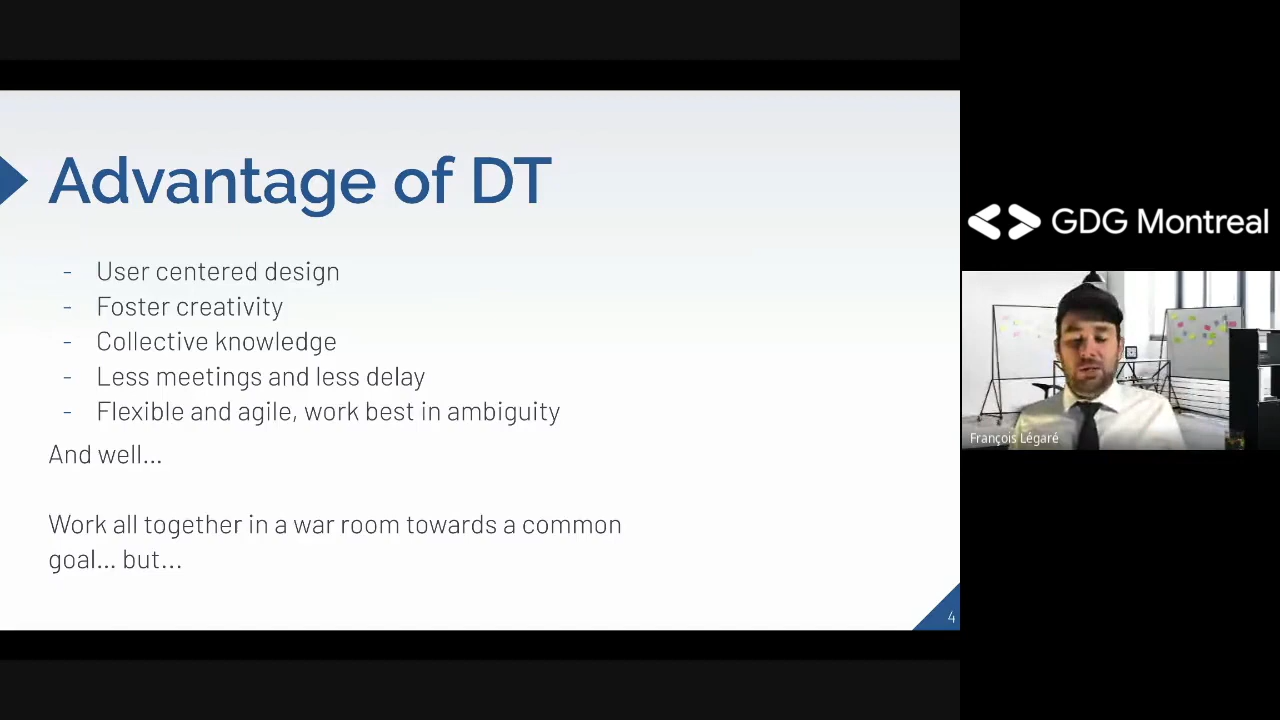 Advantage of DT
- User centered design
- Foster creativity
- Collective knowledge
- Less meetings and less delay
- Flexible and agile, work best in ambiguity
And well...
Work all together in a war room towards a common
goal... but...
4
GDG Montreal
François Légaré